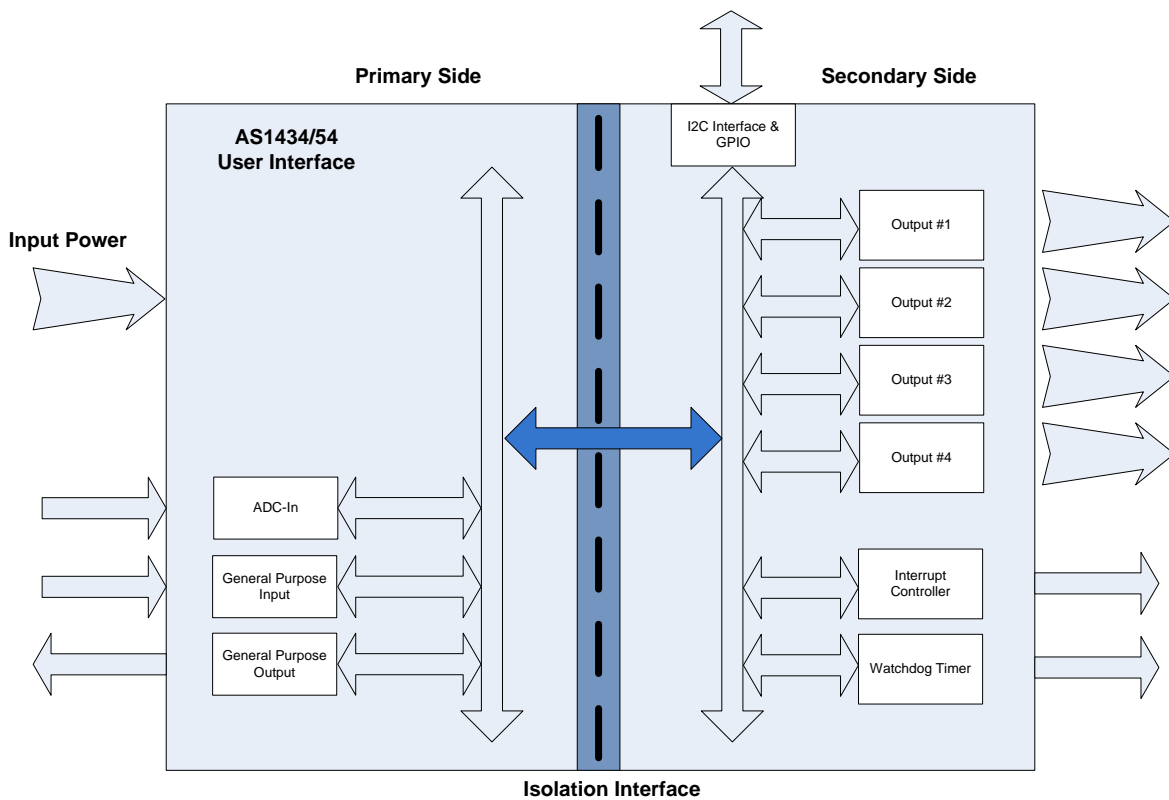 Primary Side
Secondary Side
AS1434/54
User Interface
I2C Interface &
GPIO
Input Power
Output #1
Output #2
Output #3
Output #4
ADC-In
General Purpose
Input
General Purpose
Output
Interrupt
Controller
Watchdog Timer
Isolation Interface